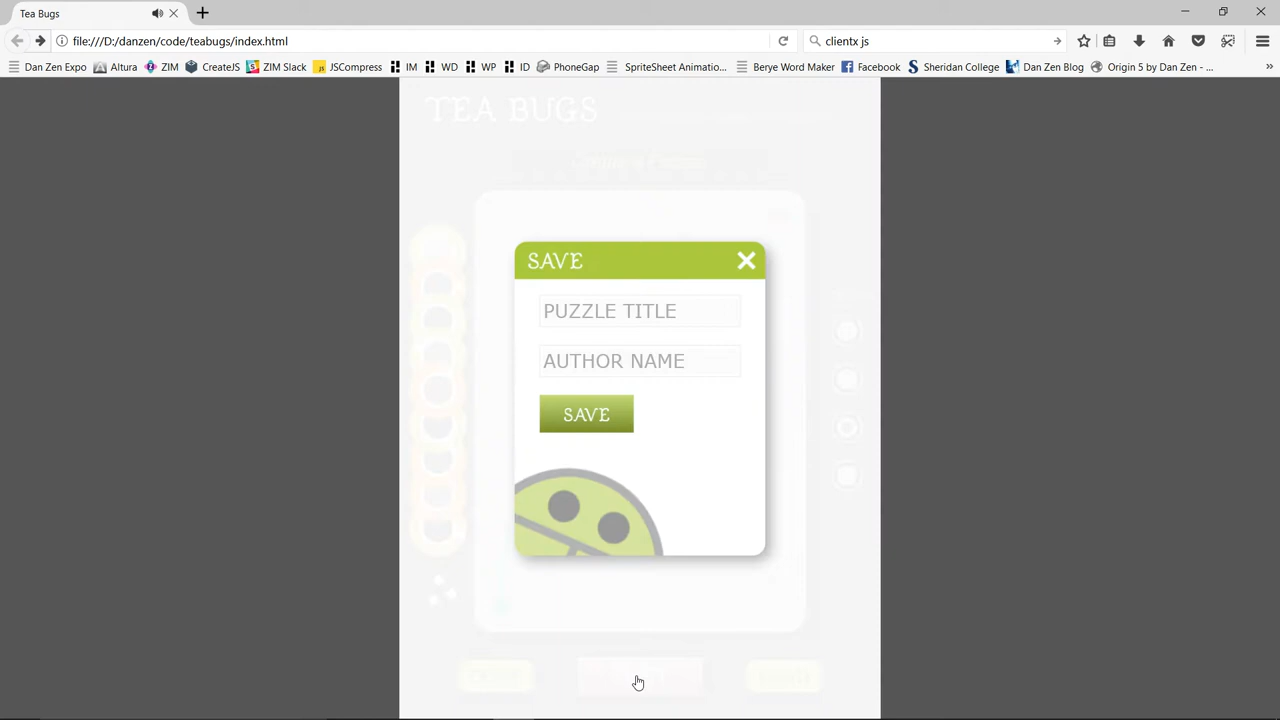 Tea Bugs
file:///D:/danzen/code/teabugs/index.html
clientx js
Dan Zen Expo
Altura
ZIM
CreateJS
ZIM Slack
JSCompress
IM
WD
WP
ID
PhoneGap
SpriteSheet Animatio...
Berye Word Maker
Facebook
Sheridan College
Dan Zen Blog
Origin 5 by Dan Zen - ...
TEA BUGS
SAVE
PUZZLE TITLE
AUTHOR NAME
SAVE